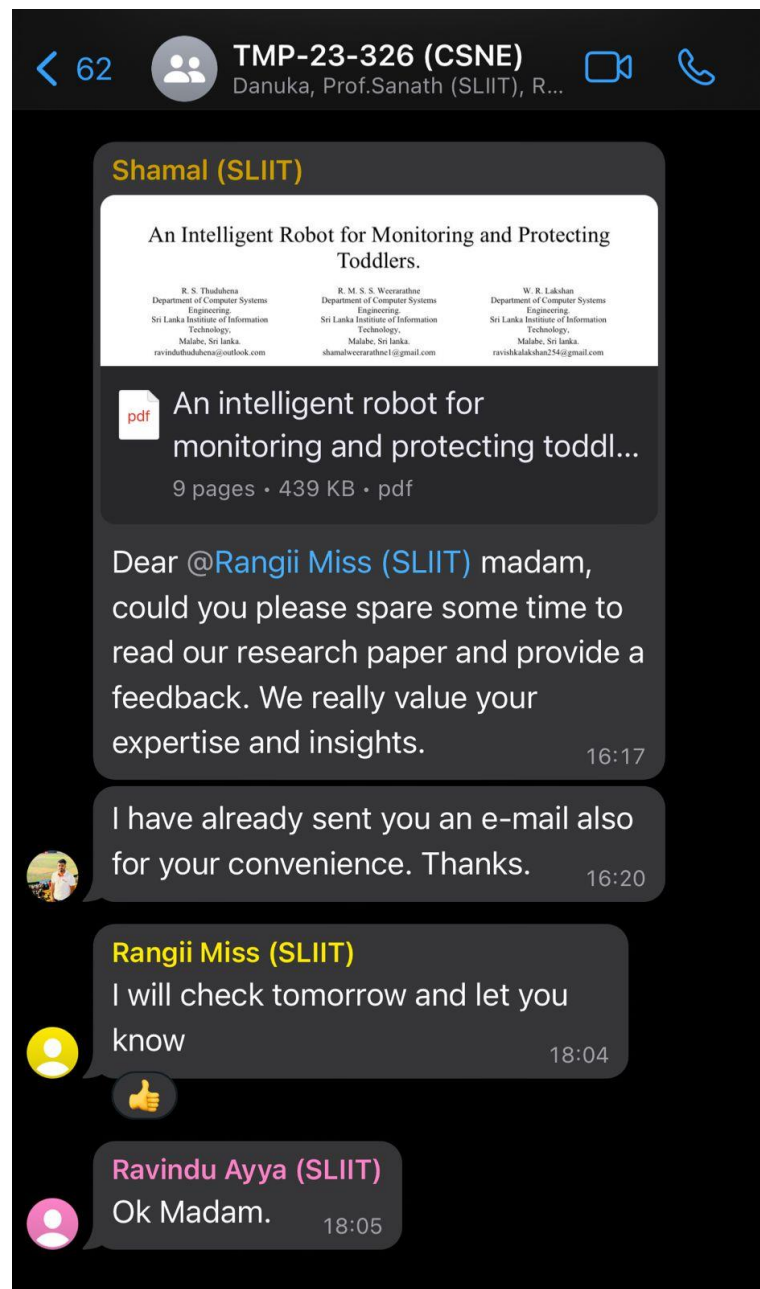 62
TMP-23-326 (CSNE)
Danuka, Prof.Sanath (SLIIT), R...
Shamal (SLIIT)
An Intelligent Robot for Monitoring and Protecting
Toddlers.
R. S. Thuduhena
Department of Computer Systems
Engineering.
Sri Lanka Institiute of Information
Technology,
Malabe, Sri lanka.
ravinduthuduhena@outlook.com
R. M. S. S. Weerarathne
Department of Computer Systems
Engineering.
Sri Lanka Institiute of Information
Technology,
Malabe, Sri lanka.
shamalweerarathne1@gmail.com
W. R. Lakshan
Department of Computer Systems
Engineering.
Sri Lanka Institiute of Information
Technology,
Malabe, Sri lanka.
ravishkalakshan254@gmail.com
pdf
An intelligent robot for
monitoring and protecting toddl...
9 pages • 439 KB • pdf
Dear @Rangii Miss (SLIIT) madam,
could you please spare some time to
read our research paper and provide a
feedback. We really value your
expertise and insights.
16:17
I have already sent you an e-mail also
for your convenience. Thanks.
16:20
Rangii Miss (SLIIT)
I will check tomorrow and let you
know
18:04
Ravindu Ayya (SLIIT)
Ok Madam.
18:05